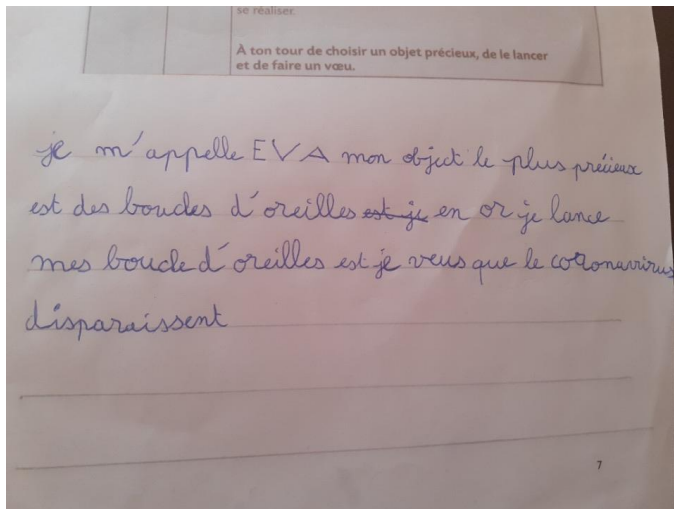 se réaliser.
À ton tour de choisir un objet précieux, de le lancer
et de faire un vœu.
je m'appelle EVA mon object le plus précieux
est des boucles d'oreilles est je en or je lance
mes boucle d'oreilles est je veus que le coronavirus
disparaissent
7